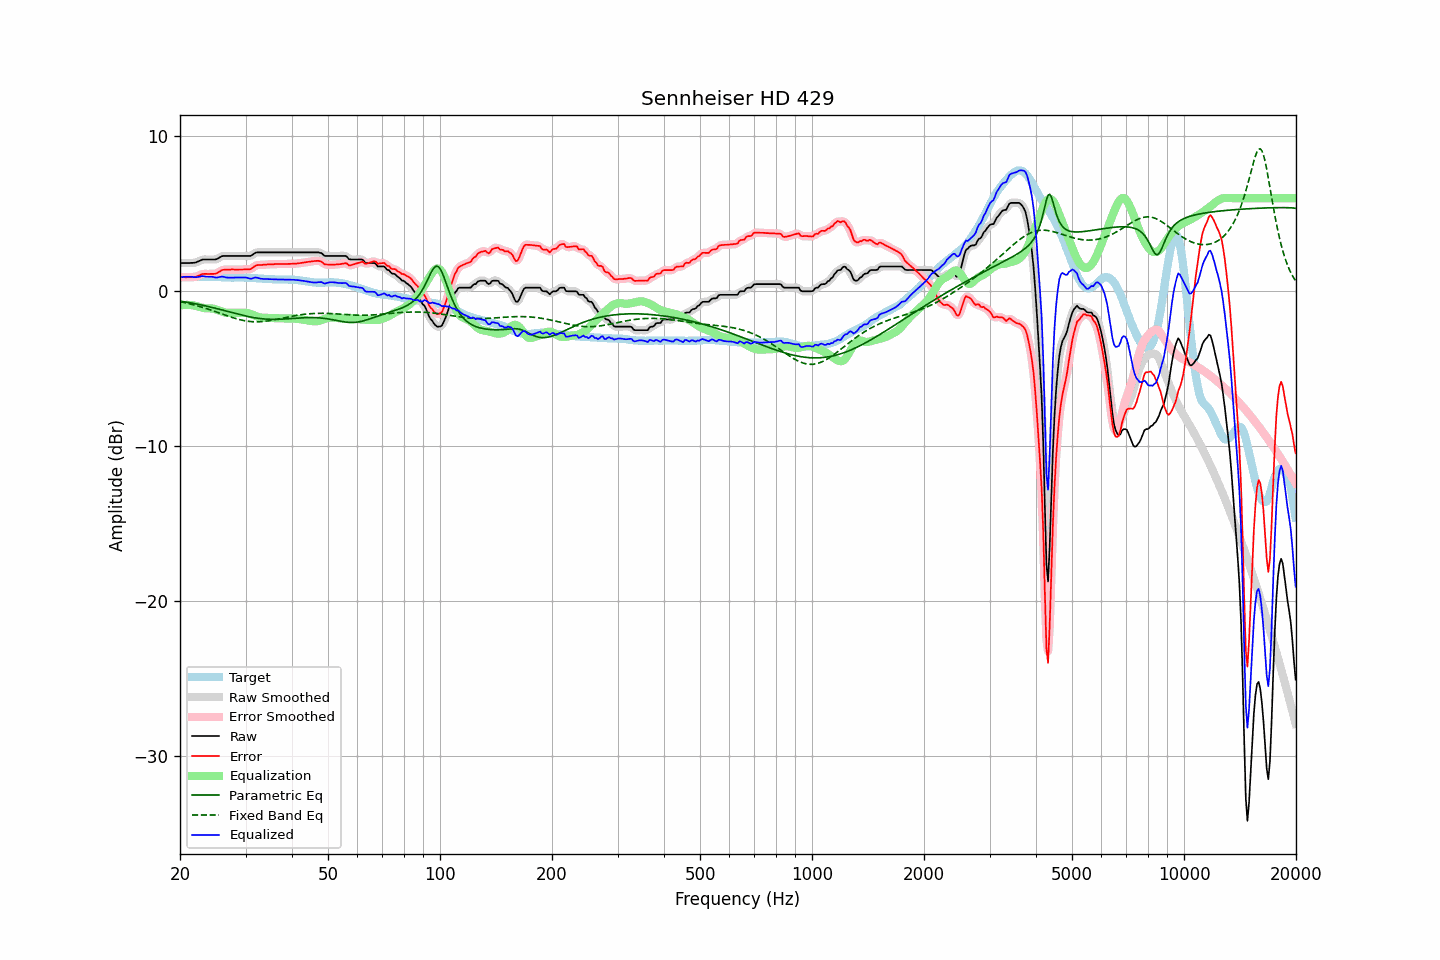 Sennheiser HD 429
Amplitude (dBr)
10
0
−10
−20
−30
Target
Raw Smoothed
Error Smoothed
Raw
Error
Equalization
Parametric Eq
Fixed Band Eq
Equalized
20 50 100 200 500 1000 2000 5000 10000 20000
Frequency (Hz)